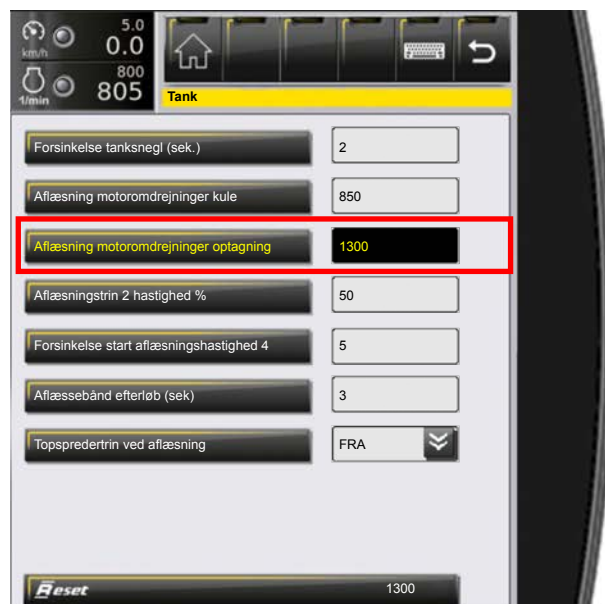 5.0
km/h 0.0
800
1/min 805
Tank
Forsinkelse tanksnegl (sek.) 2
Aflæsning motoromdrejninger kule 850
Aflæsning motoromdrejninger optagning 1300
Aflæsningstrin 2 hastighed % 50
Forsinkelse start aflæsningshastighed 4 5
Aflæssebånd efterløb (sek) 3
Topspredertrin ved aflæsning FRA
Reset 1300